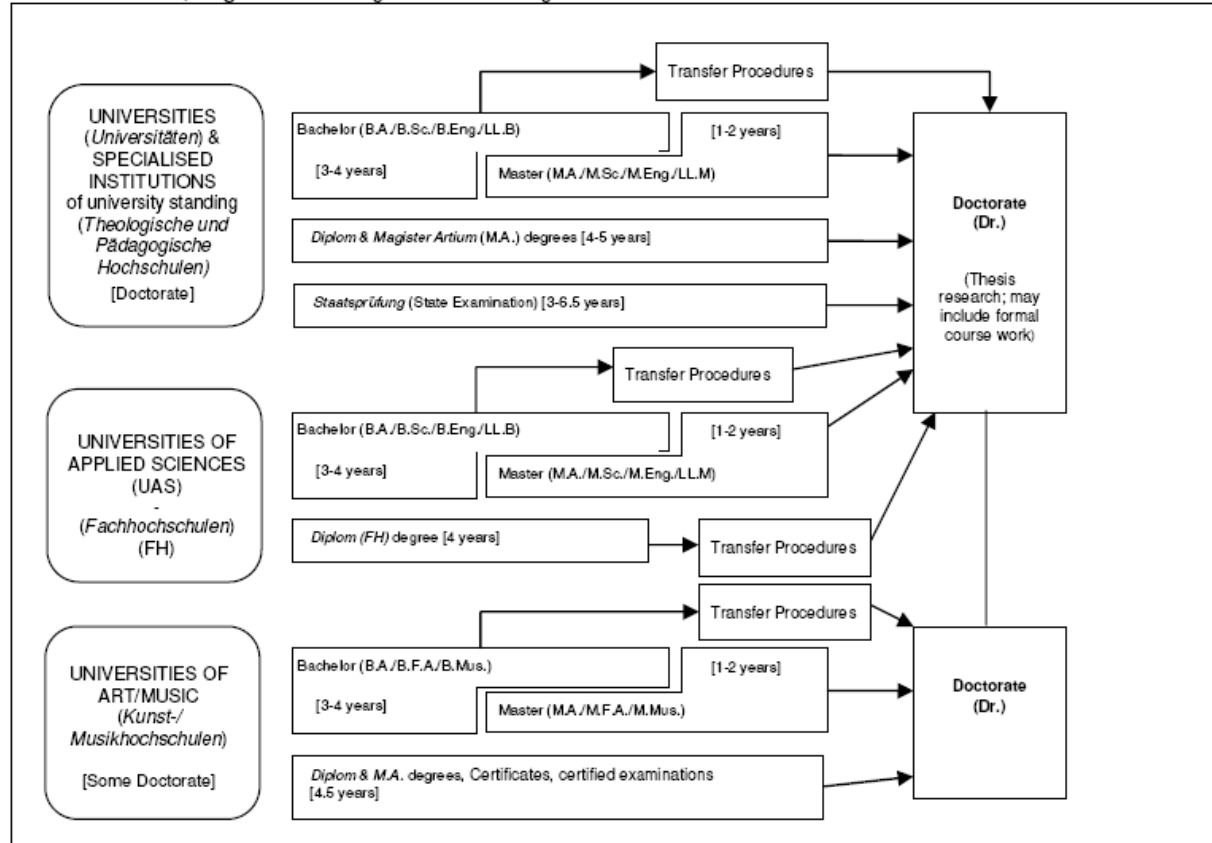 Transfer Procedures
UNIVERSITIES
(Universitäten) &
SPECIALISED
INSTITUTIONS
of university standing
(Theologische und
Pädagogische
Hochschulen)
[Doctorate]
Bachelor (B.A./B.Sc./B.Eng./LL.B)
[3-4 years]
[1-2 years]
Master (M.A./M.Sc./M.Eng./LL.M)
Diplom & Magister Artium (M.A.) degrees [4-5 years]
Staatsprüfung (State Examination) [3-6.5 years]
Doctorate
(Dr.)
(Thesis
research; may
include formal
course work)
Transfer Procedures
UNIVERSITIES OF
APPLIED SCIENCES
(UAS)
-
(Fachhochschulen)
(FH)
Bachelor (B.A./B.Sc./B.Eng./LL.B)
[3-4 years]
[1-2 years]
Master (M.A./M.Sc./M.Eng./LL.M)
Diplom (FH) degree [4 years]
Transfer Procedures
Transfer Procedures
UNIVERSITIES OF
ART/MUSIC
(Kunst-/
Musikhochschulen)
[Some Doctorate]
Bachelor (B.A./B.F.A./B.Mus.)
[3-4 years]
[1-2 years]
Master (M.A./M.F.A./M.Mus.)
Diplom & M.A. degrees, Certificates, certified examinations
[4.5 years]
Doctorate
(Dr.)